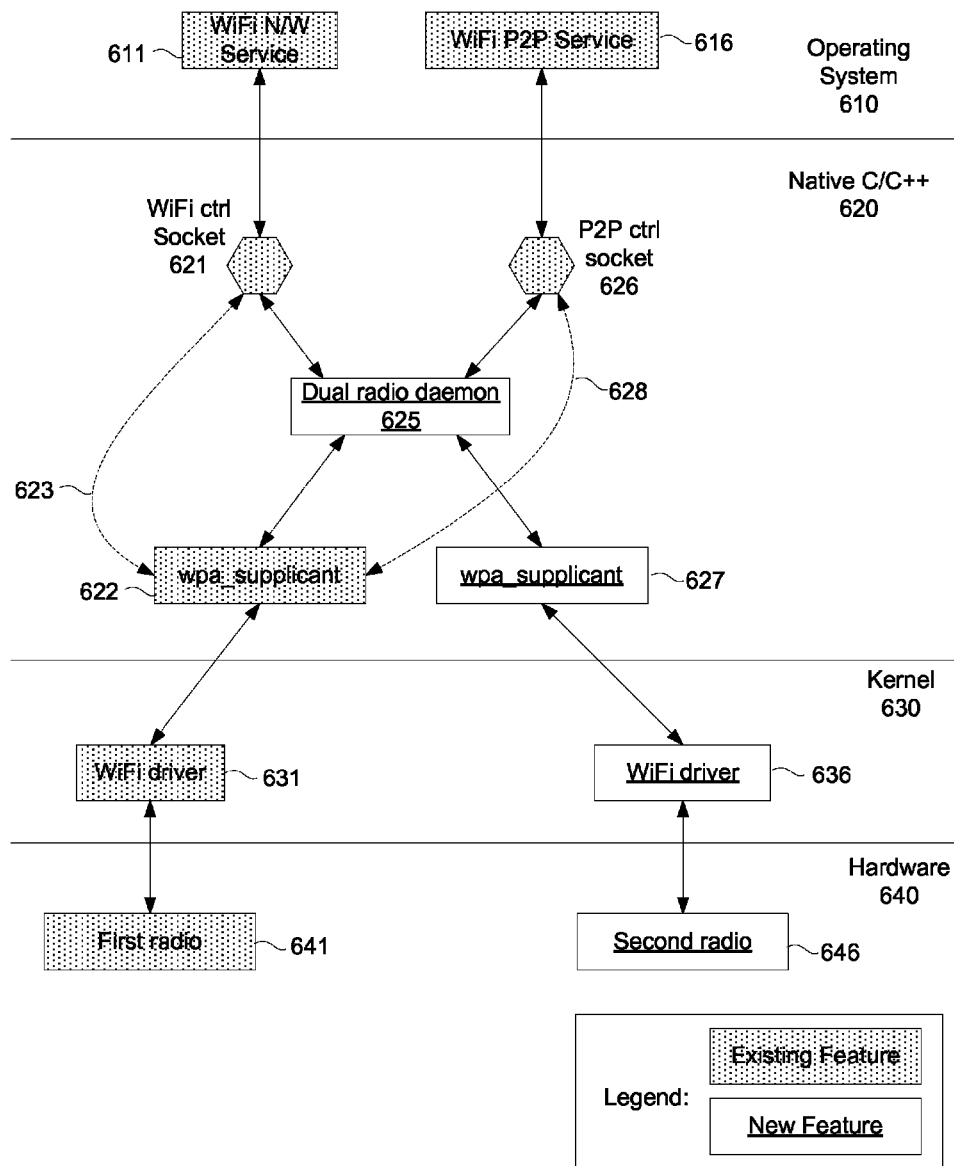 WiFi N/W
Service
611
WiFi P2P Service
616
Operating
System
610
Native C/C++
620
WiFi ctrl
Socket
621
P2P ctrl
socket
626
Dual radio daemon
625
628
623
wpa_supplicant
622
wpa_supplicant
627
Kernel
630
WiFi driver
631
WiFi driver
636
Hardware
640
First radio
641
Second radio
646
Legend:
Existing Feature
New Feature